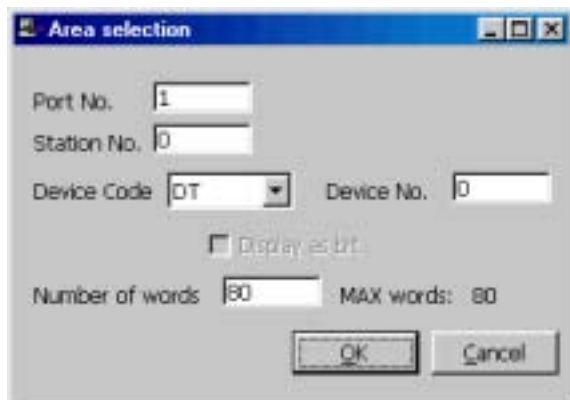 Area selection
Port No. 1
Station No. 0
Device Code DT Device No. 0
Display as bit
Number of words 80 MAX words: 80
OK Cancel